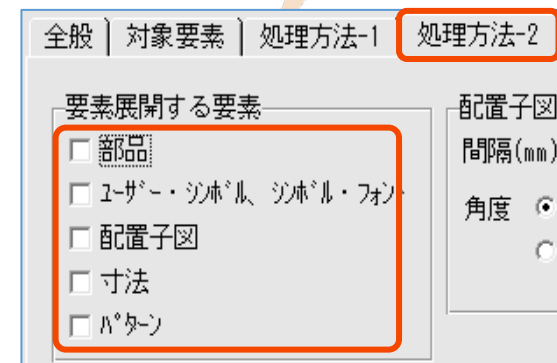 全般 対象要素 処理方法-1 処理方法-2
要素展開する要素
部品
ﾕｰｻﾞｰ・ｼﾝﾎﾞﾙ、ｼﾝﾎﾞﾙ・ﾌｫﾝﾄ
配置子図
寸法
ﾊﾟﾀｰﾝ
配置子図
間隔(mm)
角度